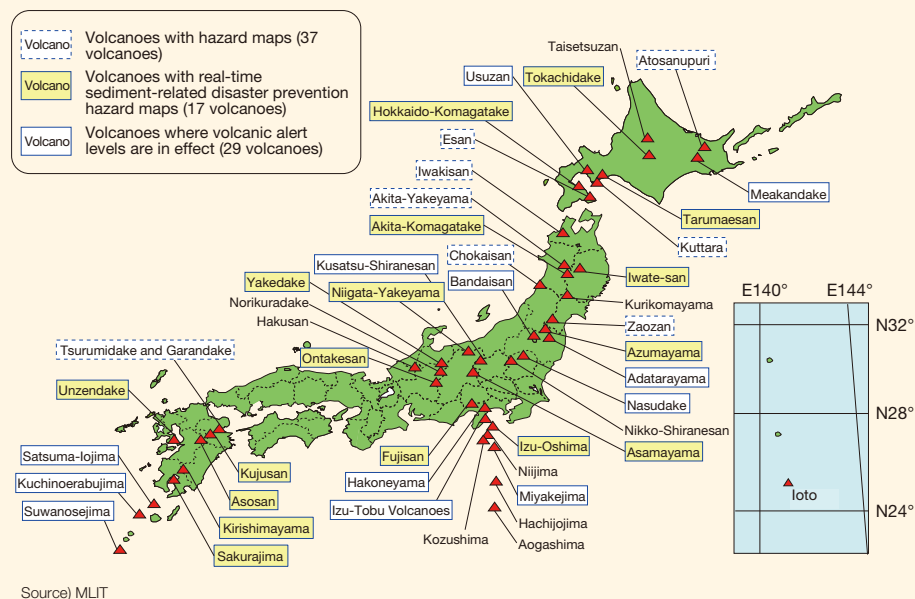 Volcano Volcanoes with hazard maps (37
volcanoes)
Volcano Volcanoes with real-time
sediment-related disaster prevention
hazard maps (17 volcanoes)
Volcano Volcanoes where volcanic alert
levels are in effect (29 volcanoes)
Taisetsuzan
Atosanupuri
Usuzan
Tokachidake
Hokkaido-Komagatake
Esan
Iwakisan
Meakandake
Akita-Yakeyama
Tarumaesan
Akita-Komagatake
Kuttara
Chokaisan
Kusatsu-Shiranesan
Iwate-san
Yakedake
Niigata-Yakeyama
Bandaisan
E140°
E144°
Norikuradake
Kurikomayama
Hakusan
Zaozan
N32°
Tsurumidake and Garandake
Ontakesan
Azumayama
Adatarayama
Unzendake
Nasudake
N28°
Nikko-Shiranesan
Satsuma-Iojima
Kujusan
Fujisan
Izu-Oshima
Asamayama
Kuchinoerabujima
Asosan
Hakoneyama
Niijima
Ioto
Suwanosejima
Kirishimayama
Izu-Tobu Volcanoes
Miyakejima
N24°
Hachijojima
Sakurajima
Kozushima
Aogashima
Source) MLIT